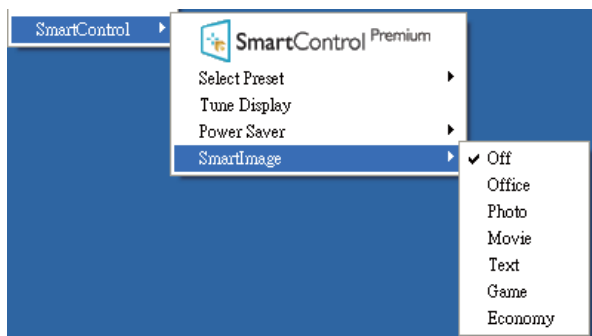 SmartControl
SmartControl Premium
Select Preset
Tune Display
Power Saver
SmartImage
Off
Office
Photo
Movie
Text
Game
Economy